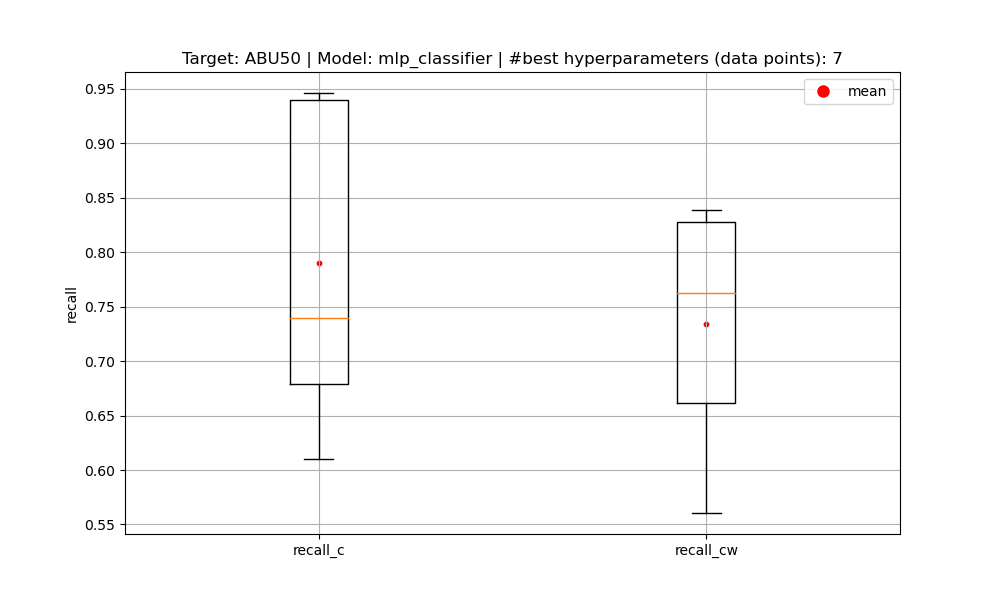 Target: ABU50 | Model: mlp_classifier | #best hyperparameters (data points): 7
mean
0.95
0.90
0.85
0.80
0.75
0.70
0.65
0.60
0.55
recall
recall_c
recall_cw